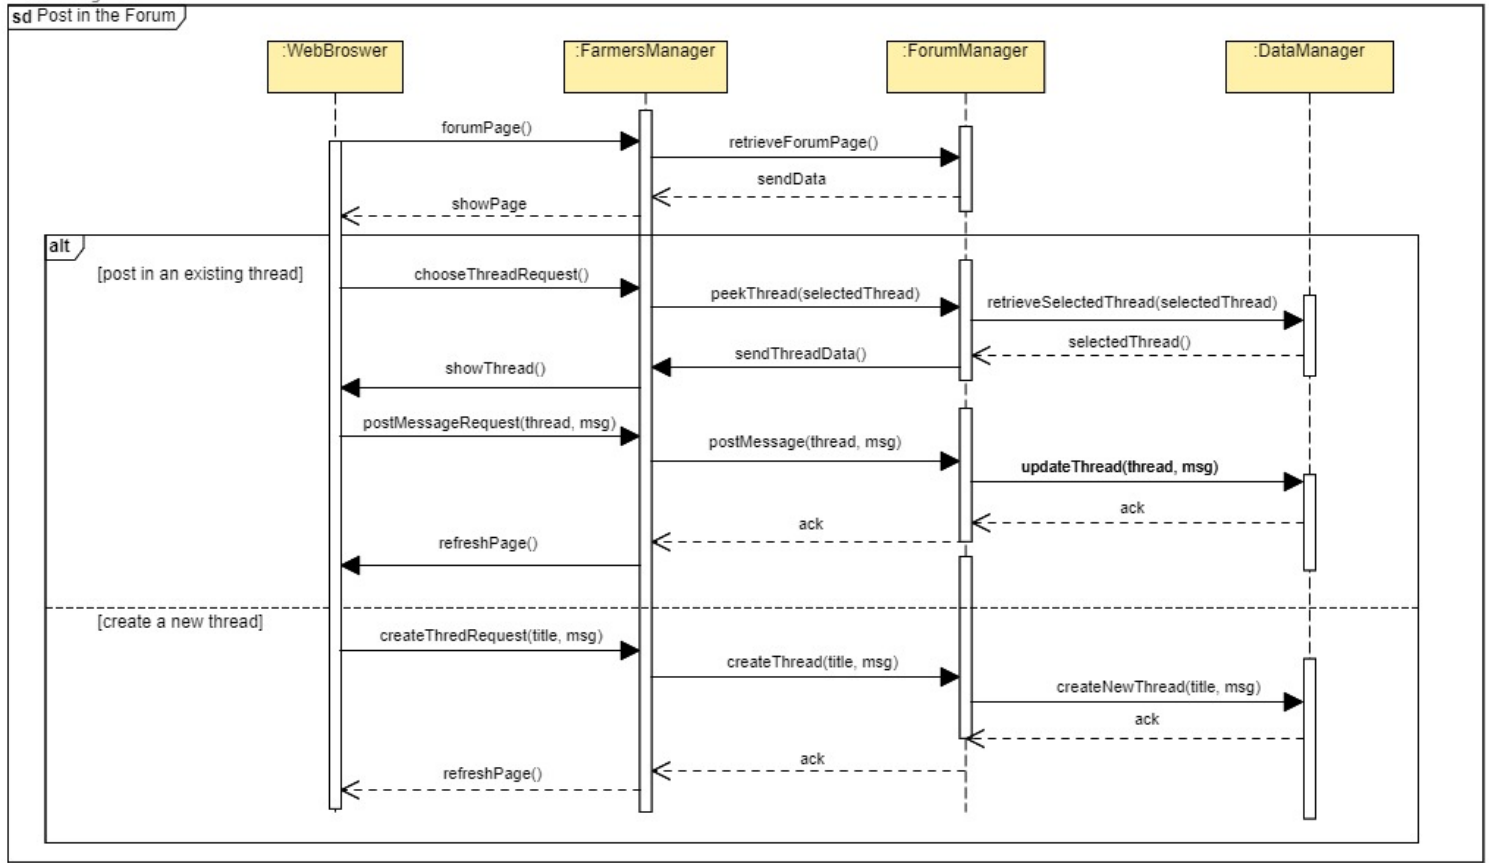 sd Post in the Forum
:WebBroswer
:FarmersManager
:ForumManager
:DataManager
forumPage()
retrieveForumPage()
sendData
showPage
alt
[post in an existing thread]
chooseThreadRequest()
peekThread(selectedThread)
retrieveSelectedThread(selectedThread)
selectedThread()
sendThreadData()
showThread()
postMessageRequest(thread, msg)
postMessage(thread, msg)
updateThread(thread, msg)
ack
ack
refreshPage()
[create a new thread]
createThredRequest(title, msg)
createThread(title, msg)
createNewThread(title, msg)
ack
ack
refreshPage()